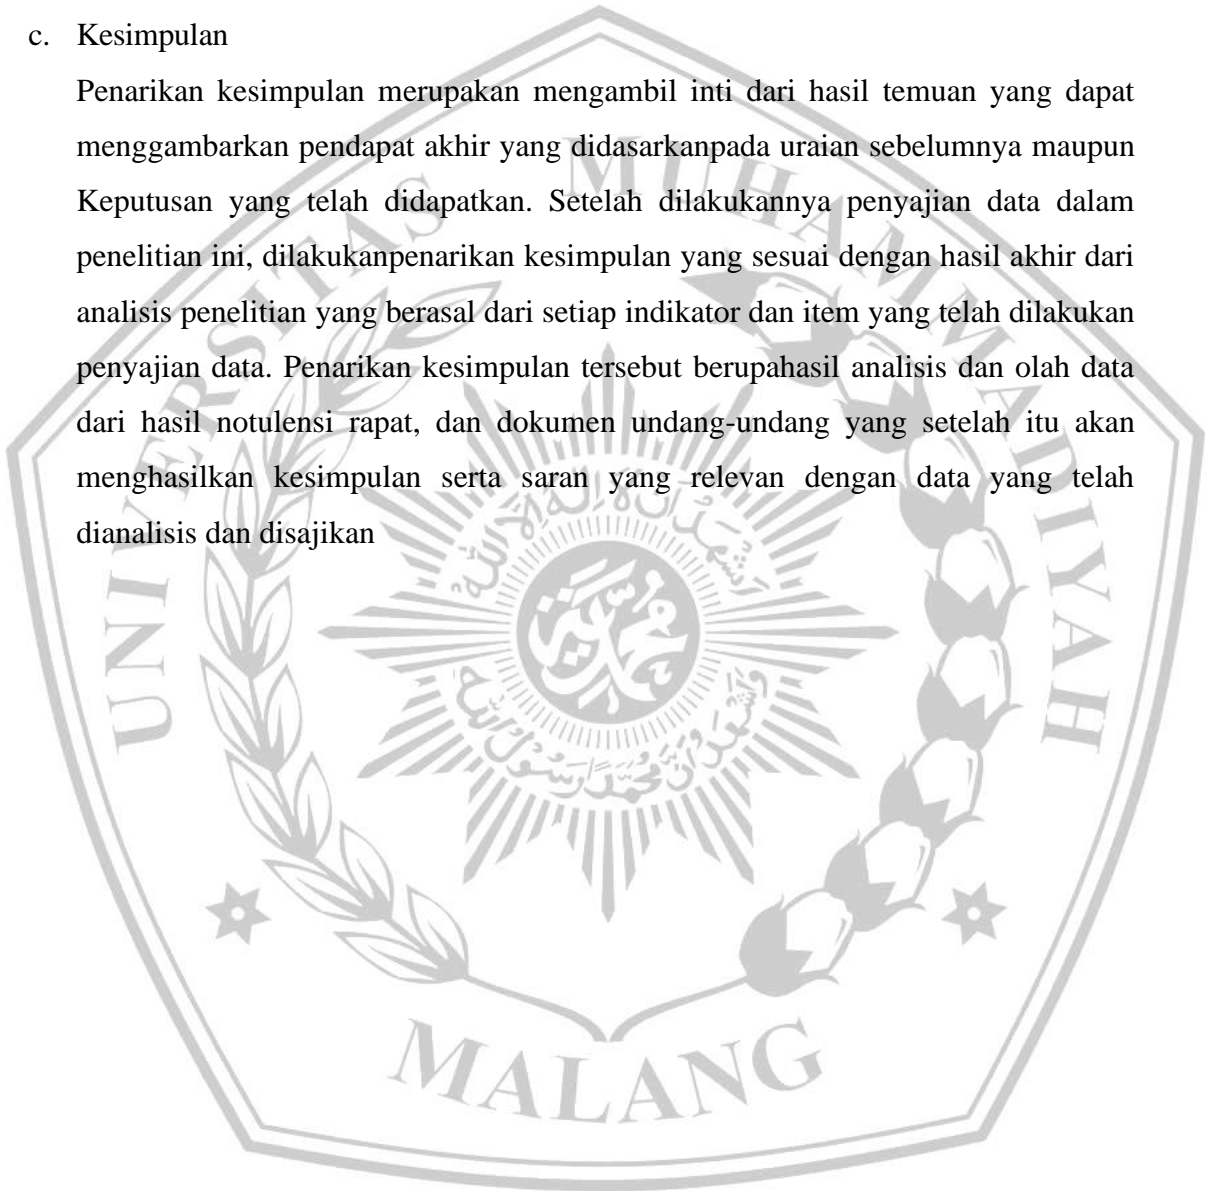 c. Kesimpulan
Penarikan kesimpulan merupakan mengambil inti dari hasil temuan yang dapat
menggambarkan pendapat akhir yang didasarkanpada uraian sebelumnya maupun
Keputusan yang telah didapatkan. Setelah dilakukannya penyajian data dalam
penelitian ini, dilakukanpenarikan kesimpulan yang sesuai dengan hasil akhir dari
analisis penelitian yang berasal dari setiap indikator dan item yang telah dilakukan
penyajian data. Penarikan kesimpulan tersebut berupahasil analisis dan olah data
dari hasil notulensi rapat, dan dokumen undang-undang yang setelah itu akan
menghasilkan kesimpulan serta saran yang relevan dengan data yang telah
dianalisis dan disajikan
UNIVERSITAS MUHAMMADIYAH
MALANG